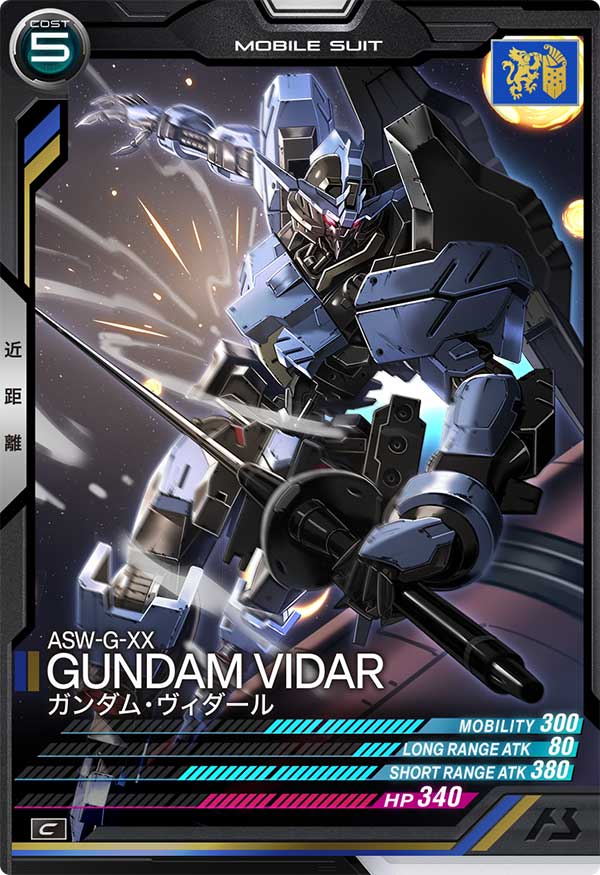 COST
5
MOBILE SUIT
近距離
ASW-G-XX
GUNDAM VIDAR
ガンダム・ヴィダール
MOBILITY 300
LONG RANGE ATK 80
SHORT RANGE ATK 380
HP 340
C